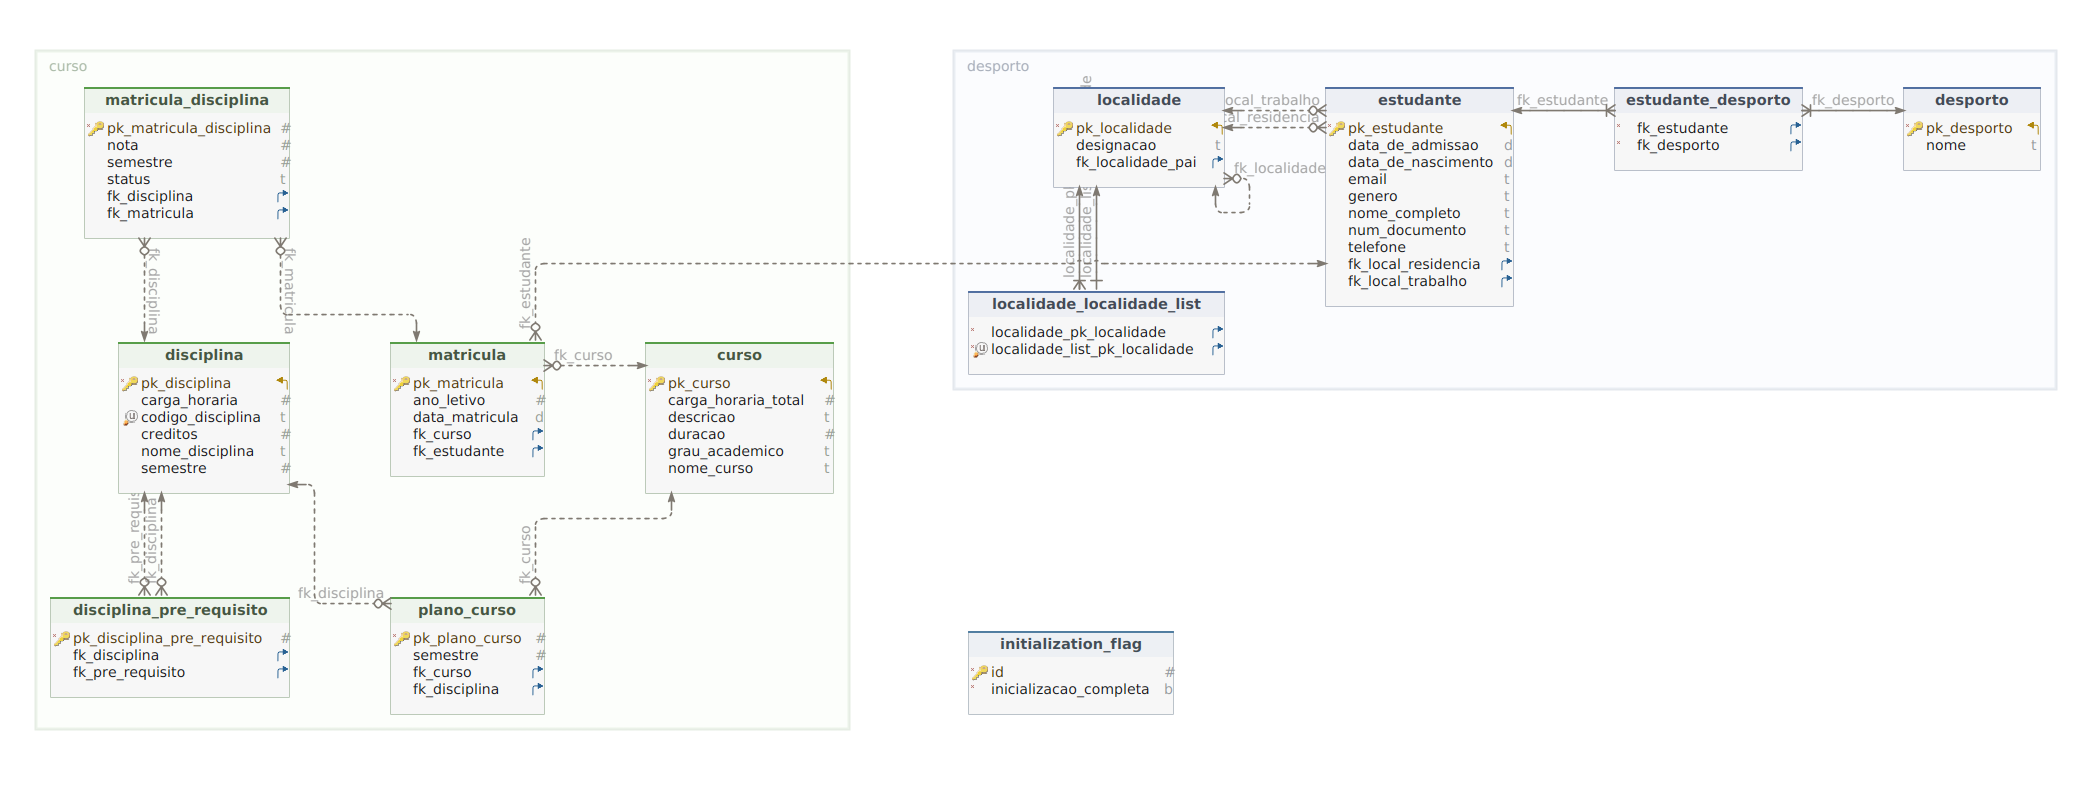 curso
matricula_disciplina
pk_matricula_disciplina #
nota #
semestre #
status t
fk_disciplina
fk_matricula
fk_disciplina
fk_matricula
disciplina
pk_disciplina
carga_horaria #
codigo_disciplina t
creditos #
nome_disciplina t
semestre #
fk_estudante
matricula
pk_matricula
ano_letivo #
data_matricula d
fk_curso
fk_estudante
fk_curso
curso
pk_curso
carga_horaria_total #
descricao t
duracao #
grau_academico t
nome_curso t
fk_pre_requis
fk_disciplina
fk_disciplina
fk_curso
disciplina_pre_requisito
pk_disciplina_pre_requisito #
fk_disciplina
fk_pre_requisito
plano_curso
pk_plano_curso #
semestre #
fk_curso
fk_disciplina
desporto
de
localidade
pk_localidade
designacao t
fk_localidade_pai
ocal_trabalho
al_residencia
fk_localidade
estudante
pk_estudante
data_de_admissao d
data_de_nascimento d
email t
genero t
nome_completo t
num_documento t
telefone t
fk_local_residencia
fk_local_trabalho
fk_estudante
estudante_desporto
fk_estudante
fk_desporto
fk_desporto
desporto
pk_desporto
nome t
localidade_pk
localidade_lis
localidade_localidade_list
localidade_pk_localidade
u localidade_list_pk_localidade
initialization_flag
id #
inicializacao_completa b